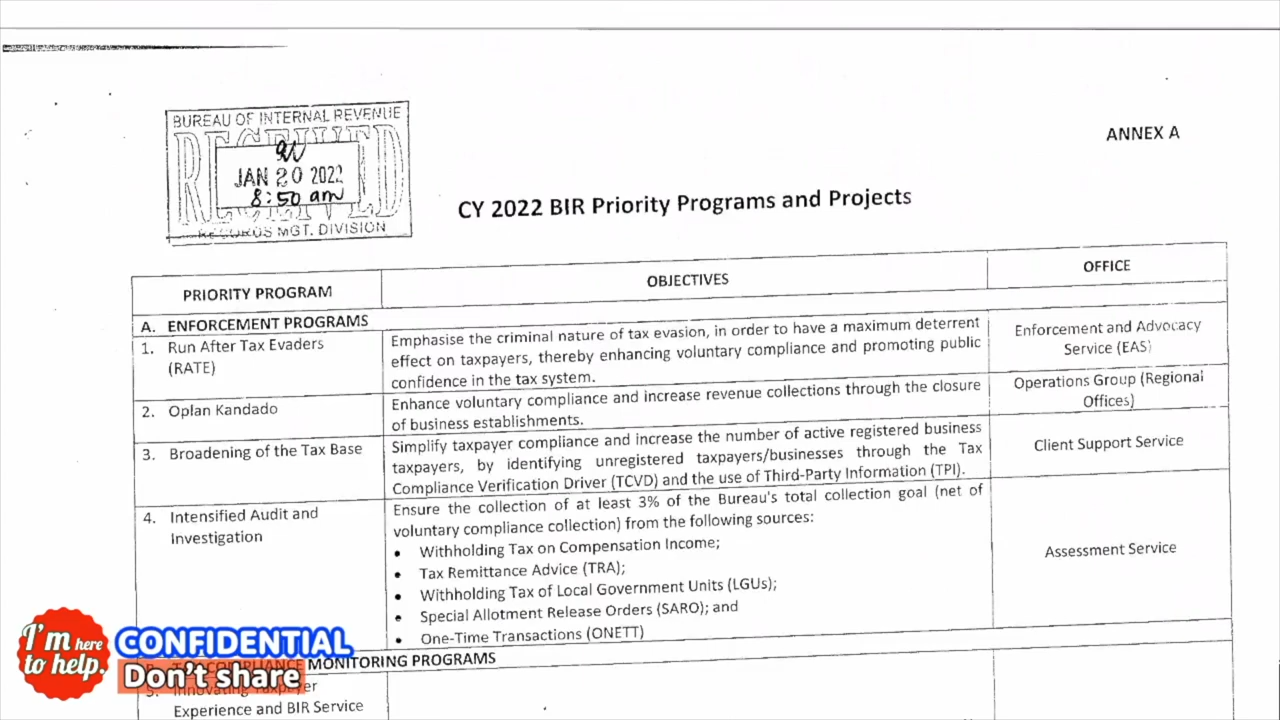 BUREAU OF INTERNAL REVENUE
RECEIVED
JAN 20 2022
8:50 am
RECORDS MGT. DIVISION
ANNEX A
CY 2022 BIR Priority Programs and Projects
PRIORITY PROGRAM
OBJECTIVES
OFFICE
A. ENFORCEMENT PROGRAMS
1. Run After Tax Evaders
(RATE)
Emphasise the criminal nature of tax evasion, in order to have a maximum deterrent
effect on taxpayers, thereby enhancing voluntary compliance and promoting public
confidence in the tax system.
Enforcement and Advocacy
Service (EAS)
2. Oplan Kandado
Enhance voluntary compliance and increase revenue collections through the closure
of business establishments.
Operations Group (Regional
Offices)
3. Broadening of the Tax Base
Simplify taxpayer compliance and increase the number of active registered business
taxpayers, by identifying unregistered taxpayers/businesses through the Tax
Compliance Verification Driver (TCVD) and the use of Third-Party Information (TPI).
Client Support Service
4. Intensified Audit and
Investigation
Ensure the collection of at least 3% of the Bureau's total collection goal (net of
voluntary compliance collection) from the following sources:
• Withholding Tax on Compensation Income;
• Tax Remittance Advice (TRA);
• Withholding Tax of Local Government Units (LGUs);
• Special Allotment Release Orders (SARO); and
• One-Time Transactions (ONETT)
Assessment Service
MONITORING PROGRAMS
5. Innovating Taxpayer
Experience and BIR Service
I'm here
to help.
CONFIDENTIAL
Don't share